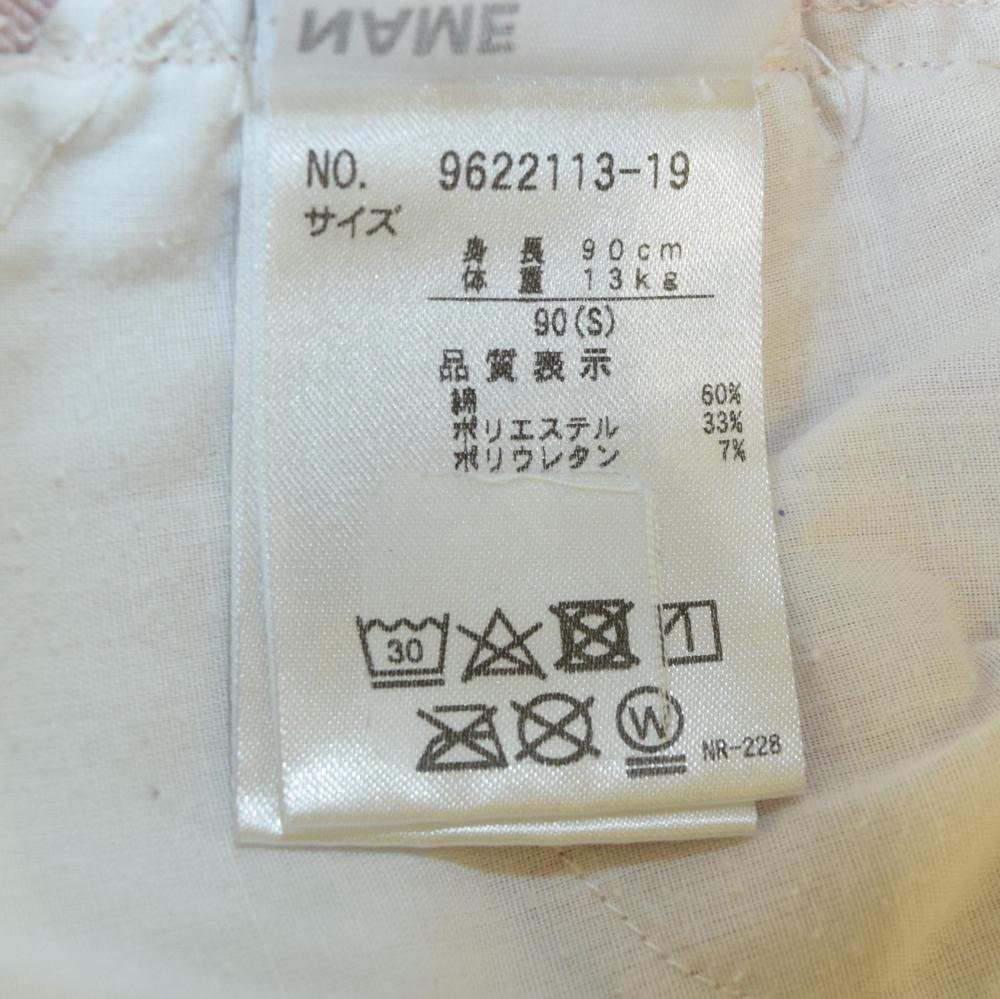 NAME
NO. 9622113-19
サイズ
身長 90cm
体重 13kg
90(S)
品質表示
綿 60%
ポリエステル 33%
ポリウレタン 7%
30
W
NR-228